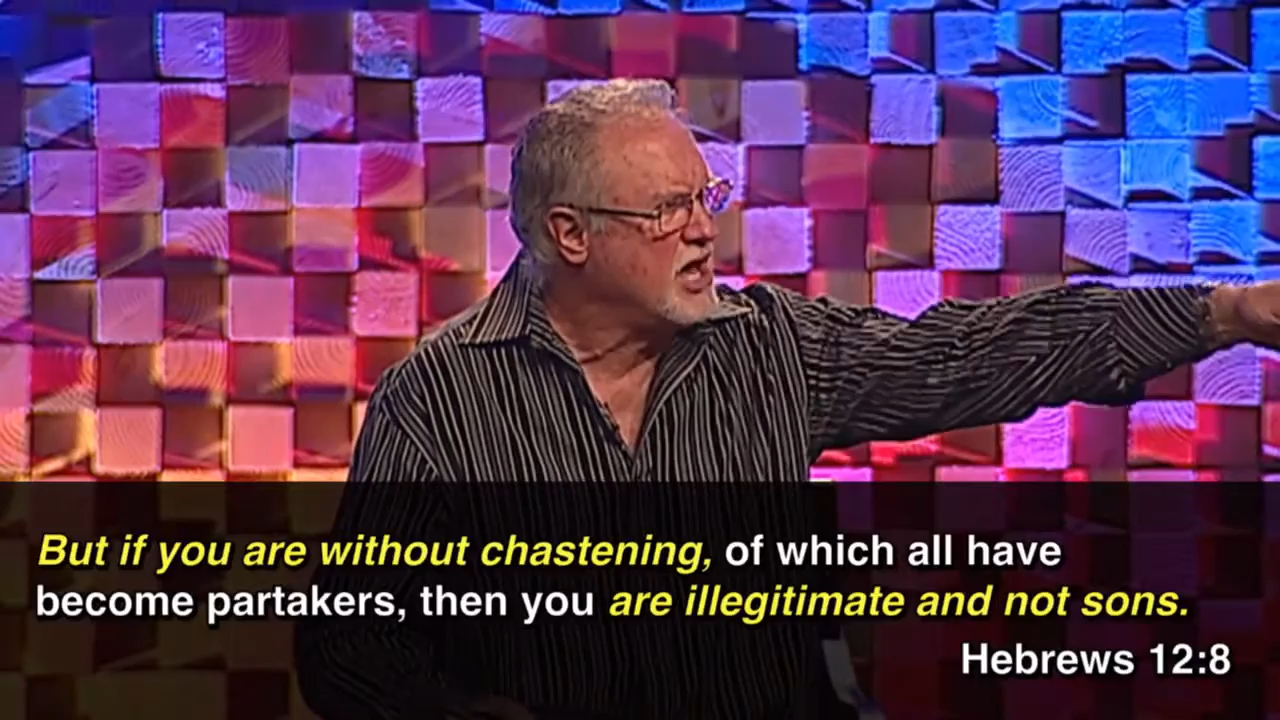 But if you are without chastening, of which all have
become partakers, then you are illegitimate and not sons.
Hebrews 12:8